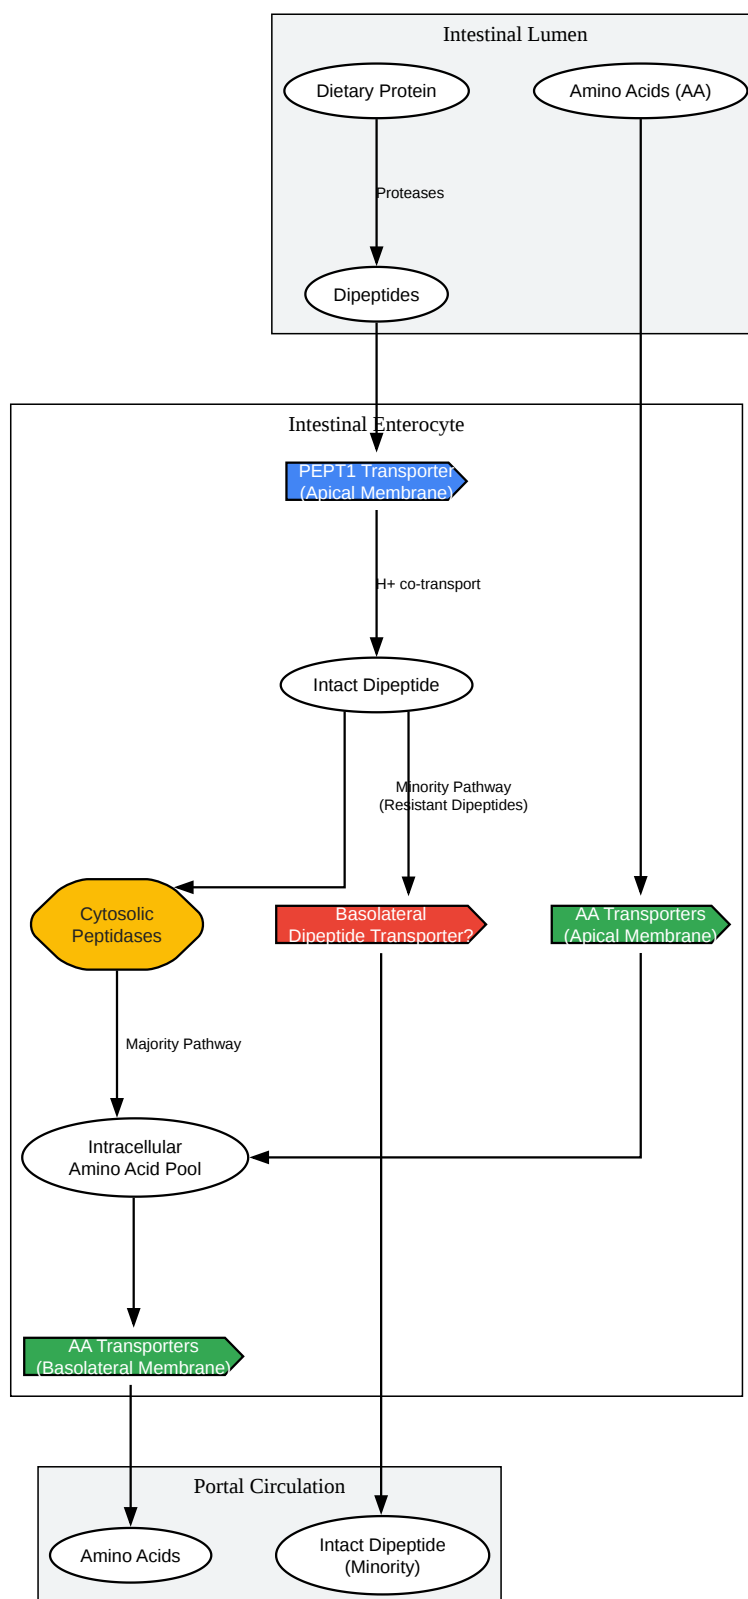 Intestinal Lumen
Dietary Protein
Amino Acids (AA)
Proteases
Dipeptides
Intestinal Enterocyte
PEPT1 Transporter
(Apical Membrane)
H+ co-transport
Intact Dipeptide
Minority Pathway
(Resistant Dipeptides)
Cytosolic
Peptidases
Basolateral
Dipeptide Transporter?
AA Transporters
(Apical Membrane)
Majority Pathway
Intracellular
Amino Acid Pool
AA Transporters
(Basolateral Membrane)
Portal Circulation
Amino Acids
Intact Dipeptide
(Minority)